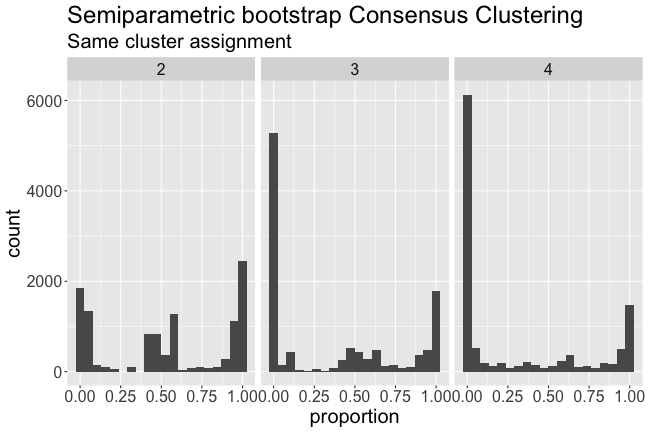 Semiparametric bootstrap Consensus Clustering
Same cluster assignment
2 3 4
6000
4000
2000
0
count
0.00 0.25 0.50 0.75 1.00 0.00 0.25 0.50 0.75 1.00 0.00 0.25 0.50 0.75 1.00
proportion